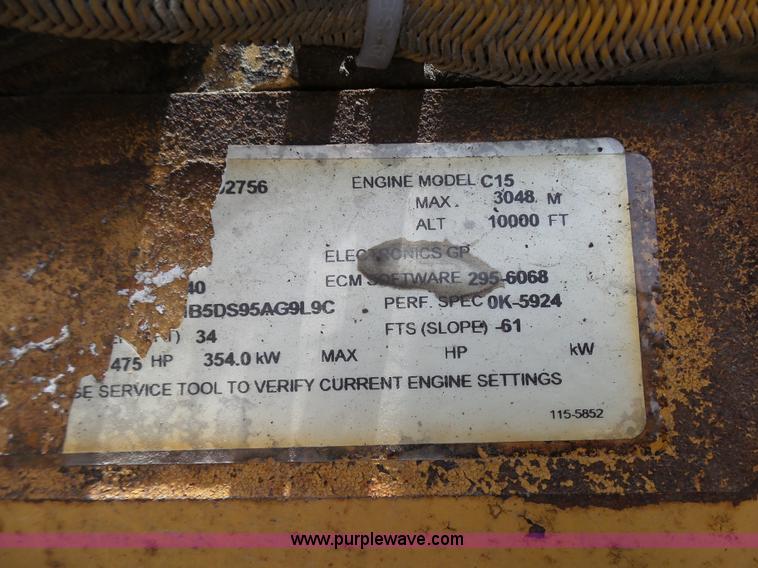 02756 ENGINE MODEL C15
MAX. 3048 M
ALT 10000 FT
ELECTRONICS GP
40 ECM SOFTWARE 295-6068
B5DS95AG9L9C PERF. SPEC 0K-5924
34 FTS (SLOPE) -61
475 HP 354.0 kW MAX HP kW
SE SERVICE TOOL TO VERIFY CURRENT ENGINE SETTINGS
115-5852
www.purplewave.com